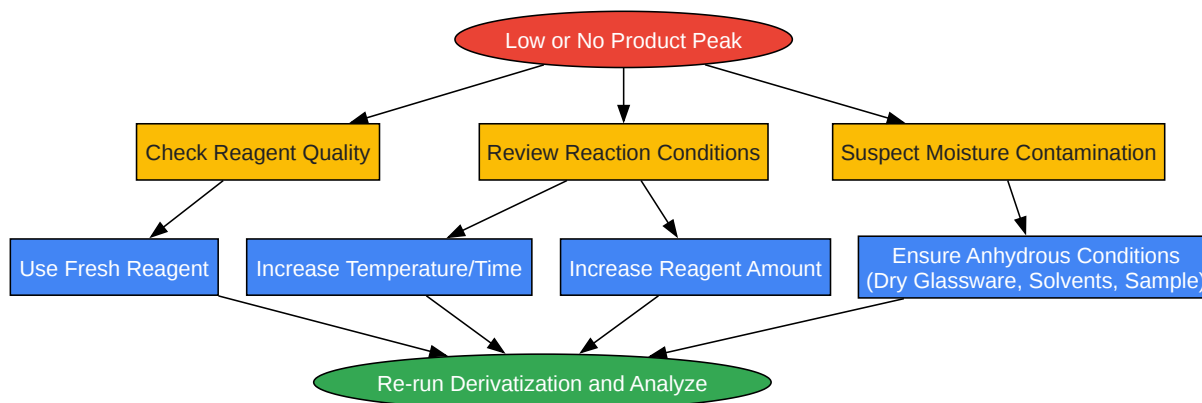 Low or No Product Peak
Check Reagent Quality
Review Reaction Conditions
Suspect Moisture Contamination
Use Fresh Reagent
Increase Temperature/Time
Increase Reagent Amount
Ensure Anhydrous Conditions
(Dry Glassware, Solvents, Sample)
Re-run Derivatization and Analyze